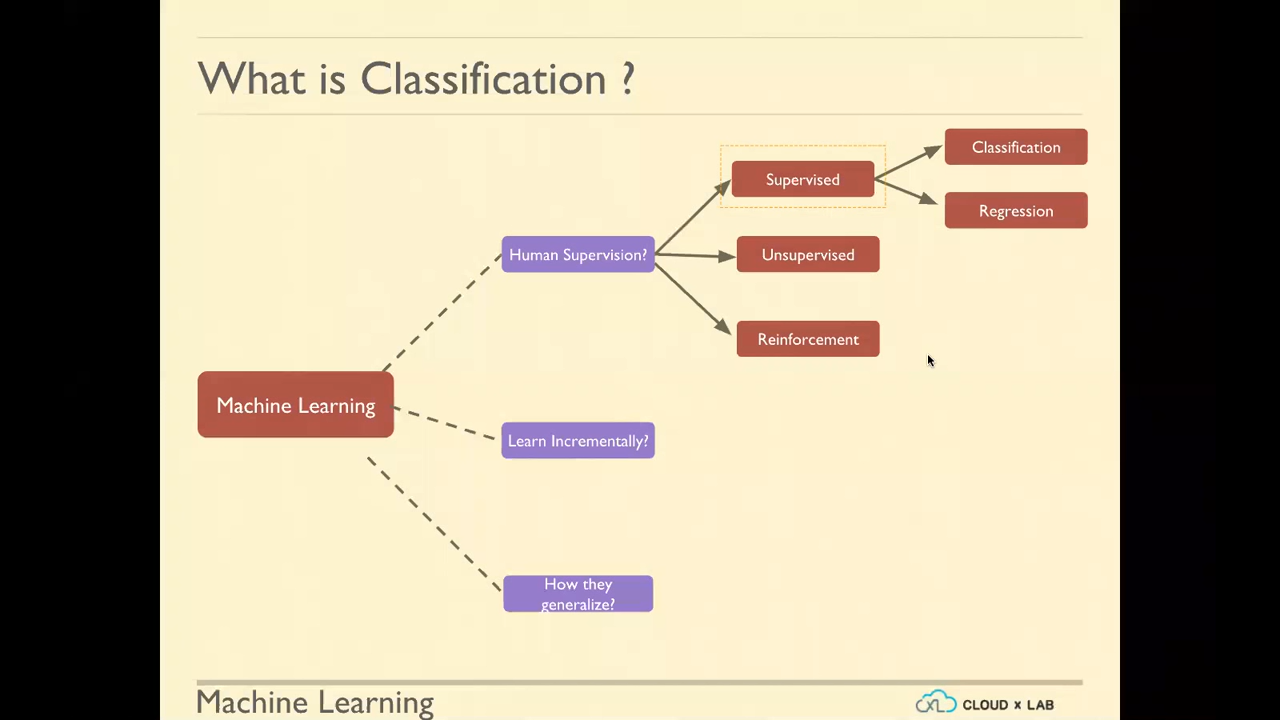 What is Classification ?
Classification
Supervised
Regression
Human Supervision?
Unsupervised
Reinforcement
Machine Learning
Learn Incrementally?
How they
generalize?
Machine Learning
XL CLOUD x LAB